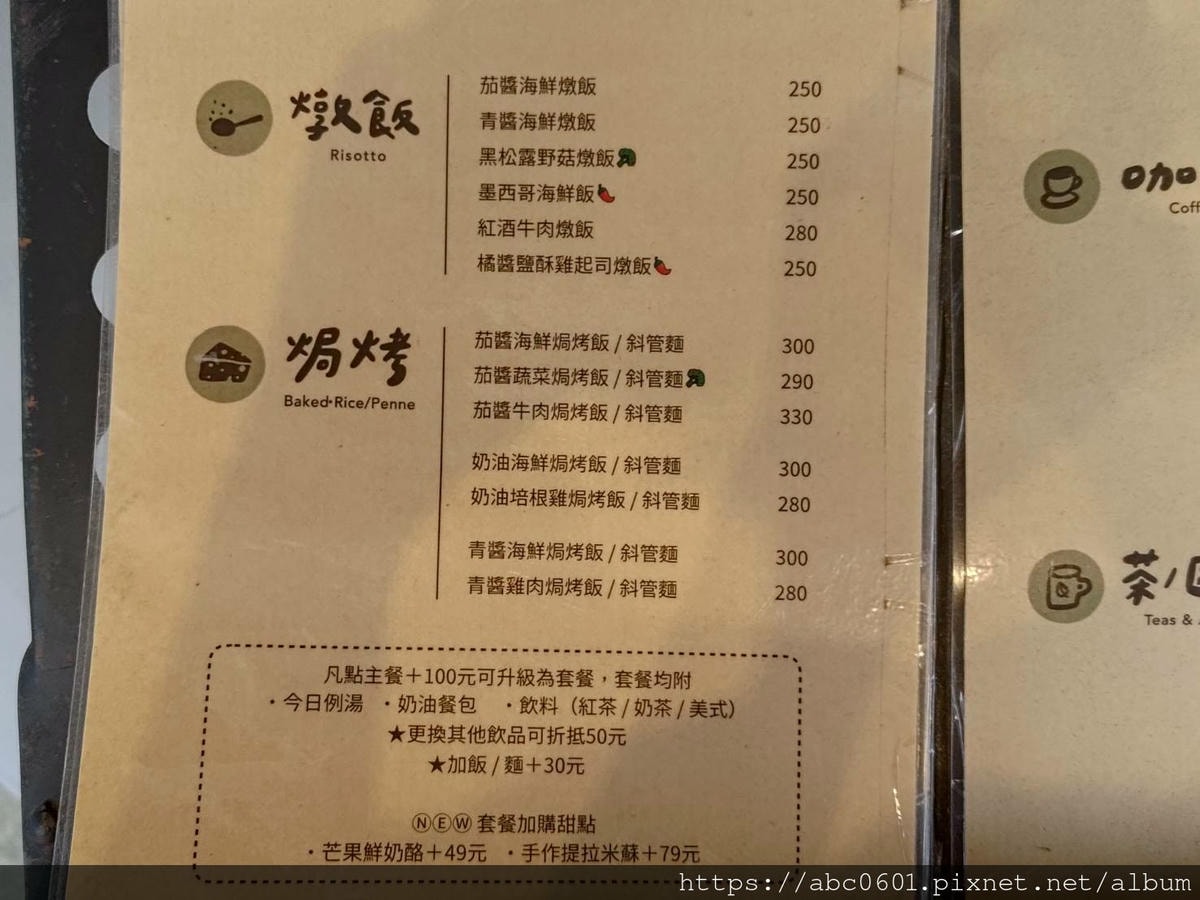 燉飯
Risotto
茄醬海鮮燉飯 250
青醬海鮮燉飯 250
黑松露野菇燉飯 250
墨西哥海鮮飯 250
紅酒牛肉燉飯 280
橘醬鹽酥雞起司燉飯 250
焗烤
Baked•Rice/Penne
茄醬海鮮焗烤飯 / 斜管麵 300
茄醬蔬菜焗烤飯 / 斜管麵 290
茄醬牛肉焗烤飯 / 斜管麵 330
奶油海鮮焗烤飯 / 斜管麵 300
奶油培根雞焗烤飯 / 斜管麵 280
青醬海鮮焗烤飯 / 斜管麵 300
青醬雞肉焗烤飯 / 斜管麵 280
凡點主餐＋100元可升級為套餐，套餐均附
・今日例湯 ・奶油餐包 ・飲料（紅茶 / 奶茶 / 美式）
★更換其他飲品可折抵50元
★加飯 / 麵＋30元
ⓃⒺⓌ 套餐加購甜點
・芒果鮮奶酪＋49元 ・手作提拉米蘇＋79元
咖
Coff
茶/
Teas &
https://abc0601.pixnet.net/album